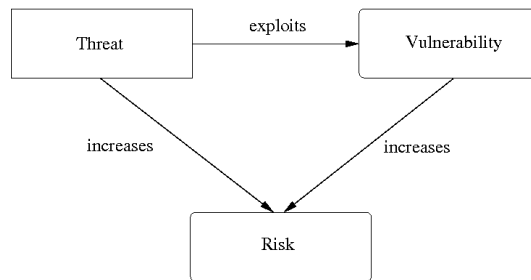 exploits
Threat
Vulnerability
increases
increases
Risk